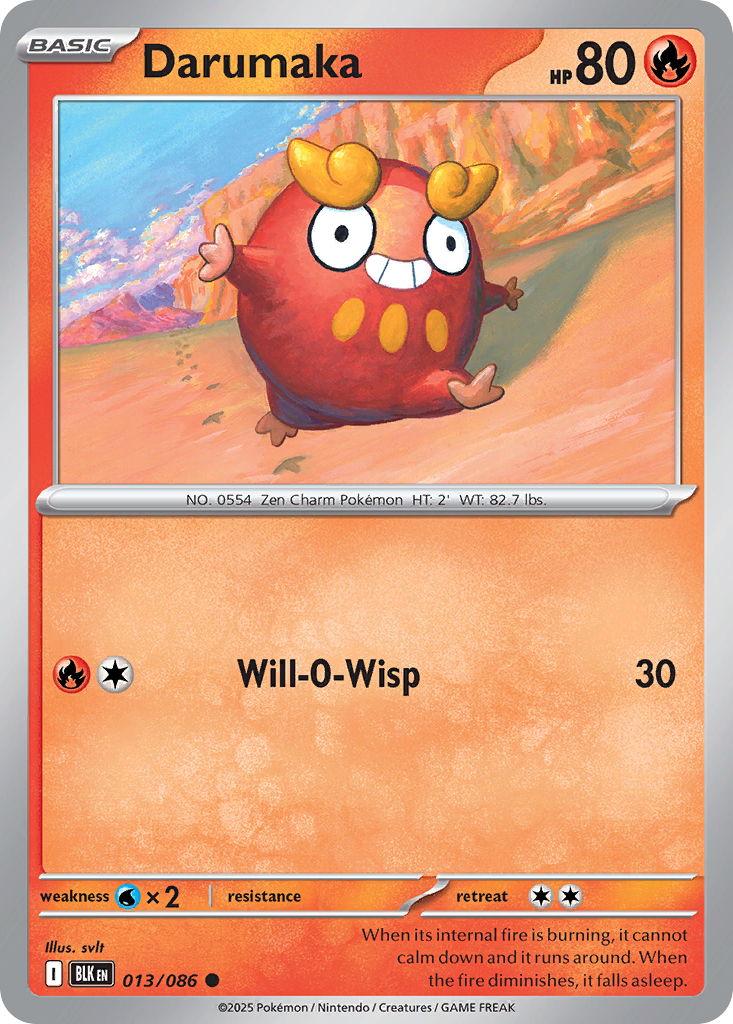 BASIC
Darumaka
HP 80
NO. 0554 Zen Charm Pokémon HT: 2' WT: 82.7 lbs.
Will-O-Wisp 30
weakness × 2 resistance retreat
Illus. svlt
When its internal fire is burning, it cannot
calm down and it runs around. When
the fire diminishes, it falls asleep.
I BLK EN 013/086
©2025 Pokémon / Nintendo / Creatures / GAME FREAK